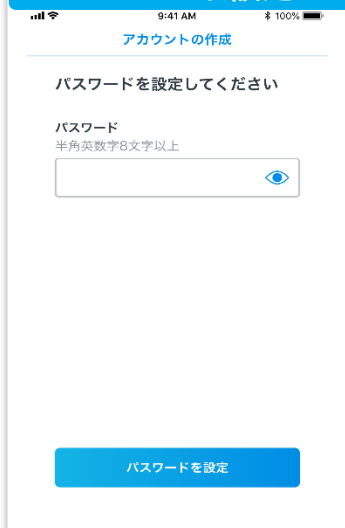 9:41 AM 100%
アカウントの作成
パスワードを設定してください
パスワード
半角英数字8文字以上
パスワードを設定